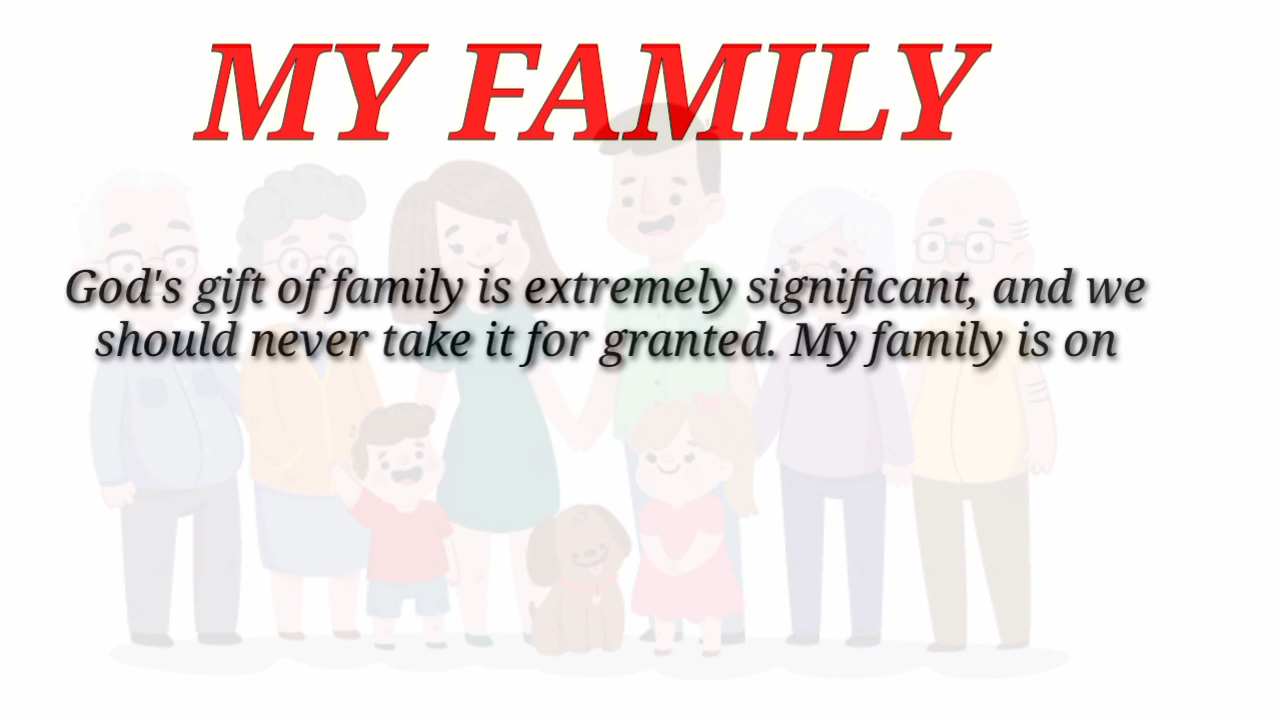 MY FAMILY
God's gift of family is extremely significant, and we
should never take it for granted. My family is on